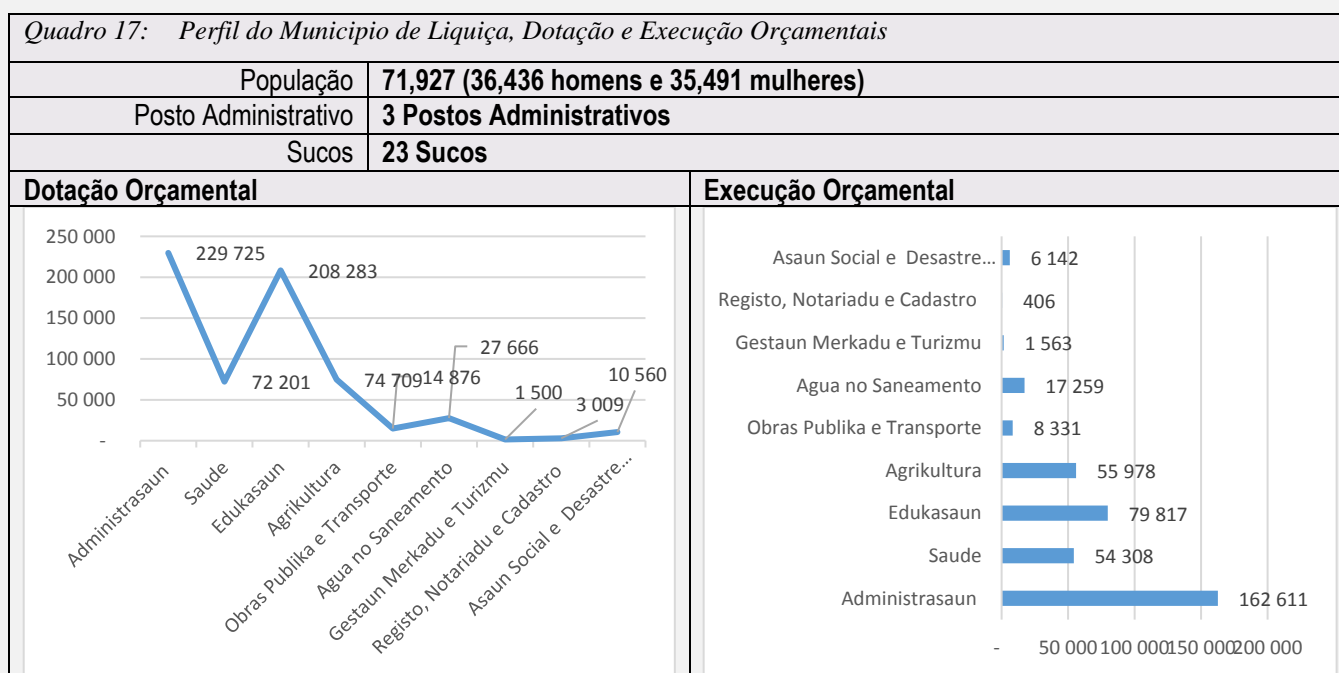 Quadro 17: Perfil do Municipio de Liquiça, Dotação e Execução Orçamentais
População 71,927 (36,436 homens e 35,491 mulheres)
Posto Administrativo 3 Postos Administrativos
Sucos 23 Sucos
Dotação Orçamental
250 000
200 000
150 000
100 000
50 000
-
229 725
72 201
208 283
74 709
14 876
27 666
1 500
3 009
10 560
Administrasaun
Saude
Edukasaun
Agrikultura
Obras Publika e Transporte
Agua no Saneamento
Gestaun Merkadu e Turizmu
Registo, Notariadu e Cadastro
Asaun Social e Desastre...
Execução Orçamental
Asaun Social e Desastre... 6 142
Registo, Notariadu e Cadastro 406
Gestaun Merkadu e Turizmu 1 563
Agua no Saneamento 17 259
Obras Publika e Transporte 8 331
Agrikultura 55 978
Edukasaun 79 817
Saude 54 308
Administrasaun 162 611
- 50 000 100 000 150 000 200 000